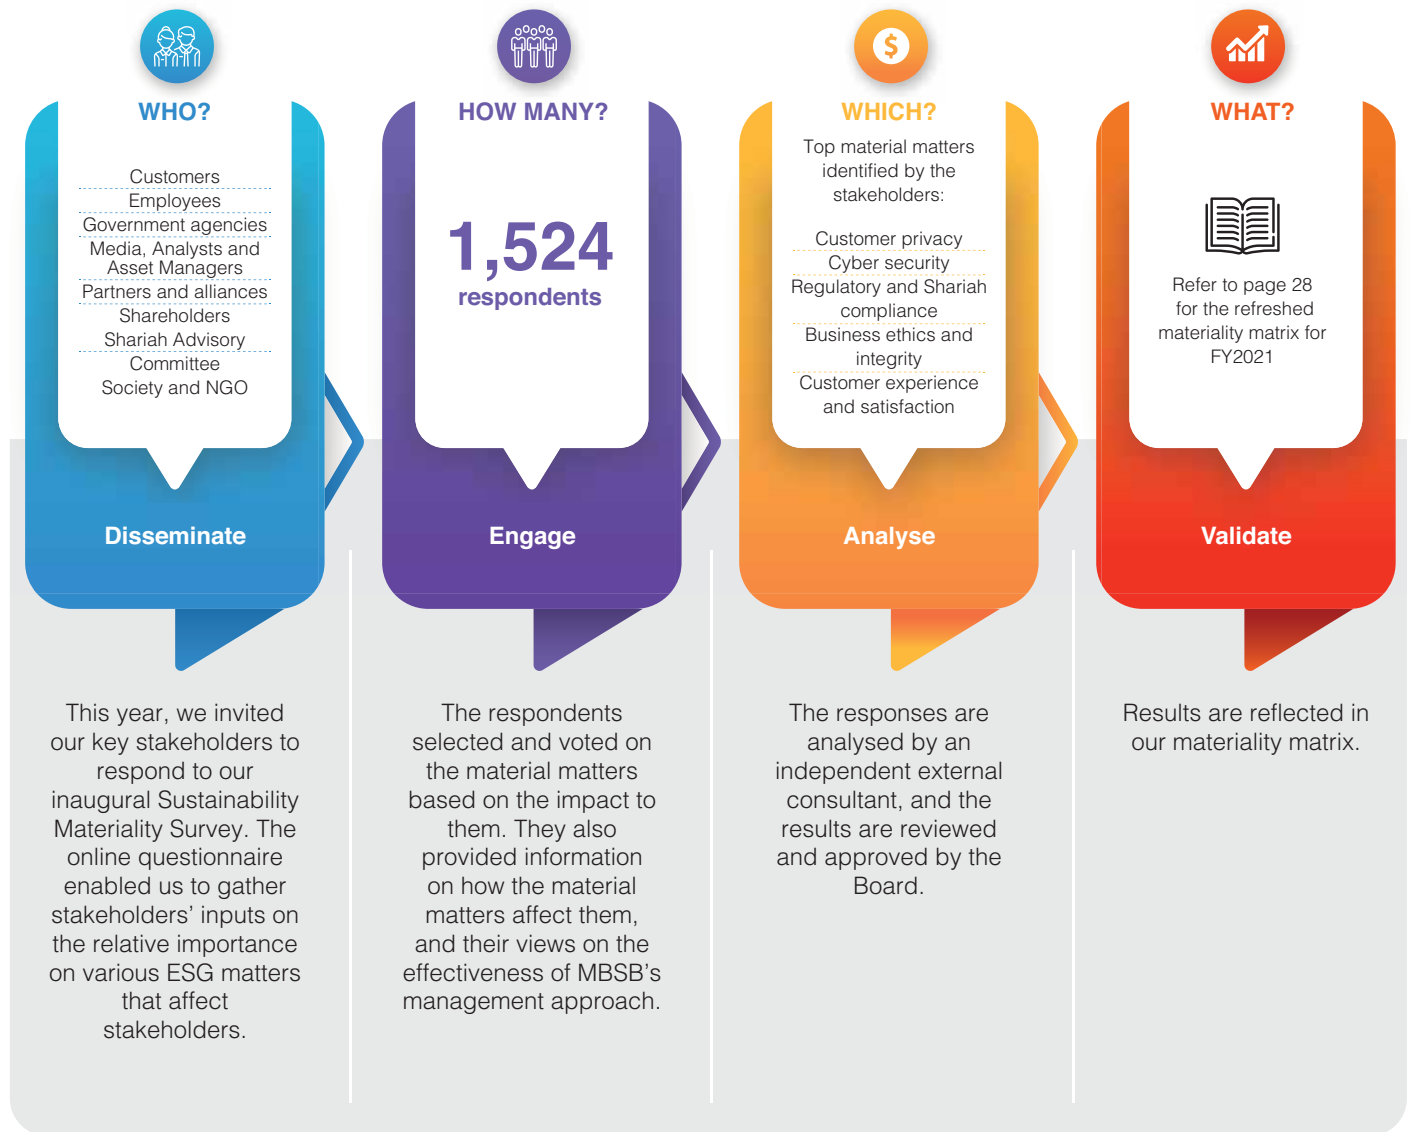 WHO?
Customers
Employees
Government agencies
Media, Analysts and
Asset Managers
Partners and alliances
Shareholders
Shariah Advisory
Committee
Society and NGO
Disseminate
This year, we invited
our key stakeholders to
respond to our
inaugural Sustainability
Materiality Survey. The
online questionnaire
enabled us to gather
stakeholders’ inputs on
the relative importance
on various ESG matters
that affect
stakeholders.
HOW MANY?
1,524
respondents
Engage
The respondents
selected and voted on
the material matters
based on the impact to
them. They also
provided information
on how the material
matters affect them,
and their views on the
effectiveness of MBSB’s
management approach.
$
WHICH?
Top material matters
identified by the
stakeholders:
Customer privacy
Cyber security
Regulatory and Shariah
compliance
Business ethics and
integrity
Customer experience
and satisfaction
Analyse
The responses are
analysed by an
independent external
consultant, and the
results are reviewed
and approved by the
Board.
WHAT?
Refer to page 28
for the refreshed
materiality matrix for
FY2021
Validate
Results are reflected in
our materiality matrix.